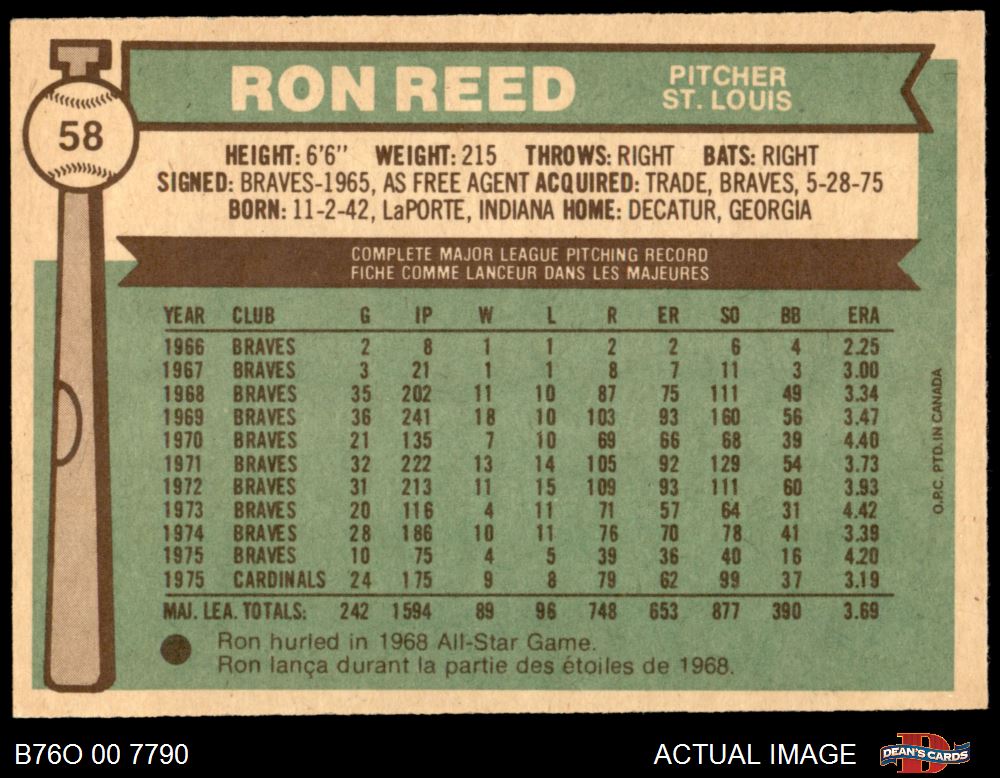 58
RON REED
PITCHER
ST. LOUIS
HEIGHT: 6'6" WEIGHT: 215 THROWS: RIGHT BATS: RIGHT
SIGNED: BRAVES-1965, AS FREE AGENT ACQUIRED: TRADE, BRAVES, 5-28-75
BORN: 11-2-42, LaPORTE, INDIANA HOME: DECATUR, GEORGIA
COMPLETE MAJOR LEAGUE PITCHING RECORD
FICHE COMME LANCEUR DANS LES MAJEURES
YEAR CLUB G IP W L R ER SO BB ERA
1966 BRAVES 2 8 1 1 2 2 6 4 2.25
1967 BRAVES 3 21 1 1 8 7 11 3 3.00
1968 BRAVES 35 202 11 10 87 75 111 49 3.34
1969 BRAVES 36 241 18 10 103 93 160 56 3.47
1970 BRAVES 21 135 7 10 69 66 68 39 4.40
1971 BRAVES 32 222 13 14 105 92 129 54 3.73
1972 BRAVES 31 213 11 15 109 93 111 60 3.93
1973 BRAVES 20 116 4 11 71 57 64 31 4.42
1974 BRAVES 28 186 10 11 76 70 78 41 3.39
1975 BRAVES 10 75 4 5 39 36 40 16 4.20
1975 CARDINALS 24 175 9 8 79 62 99 37 3.19
MAJ. LEA. TOTALS: 242 1594 89 96 748 653 877 390 3.69
Ron hurled in 1968 All-Star Game.
Ron lança durant la partie des étoiles de 1968.
O.P.C. PTD. IN CANADA
B76O 00 7790
ACTUAL IMAGE
DEAN'S CARDS